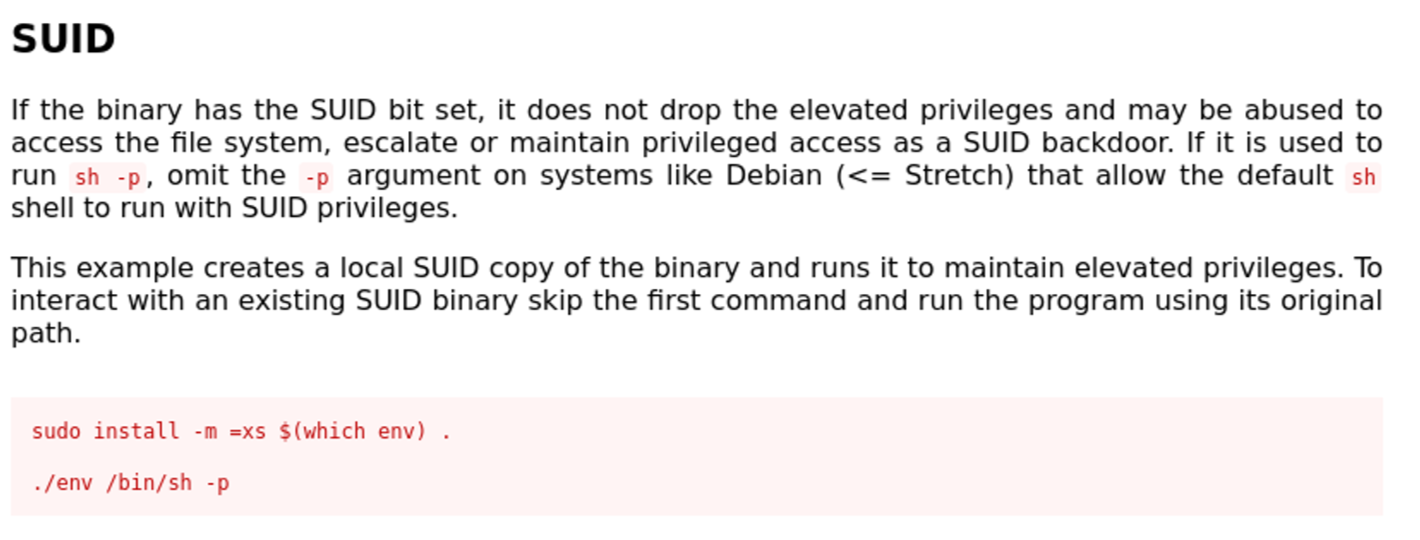 SUID
If the binary has the SUID bit set, it does not drop the elevated privileges and may be abused to
access the file system, escalate or maintain privileged access as a SUID backdoor. If it is used to
run sh -p, omit the -p argument on systems like Debian (<= Stretch) that allow the default sh
shell to run with SUID privileges.
This example creates a local SUID copy of the binary and runs it to maintain elevated privileges. To
interact with an existing SUID binary skip the first command and run the program using its original
path.
sudo install -m =xs $(which env) .
./env /bin/sh -p